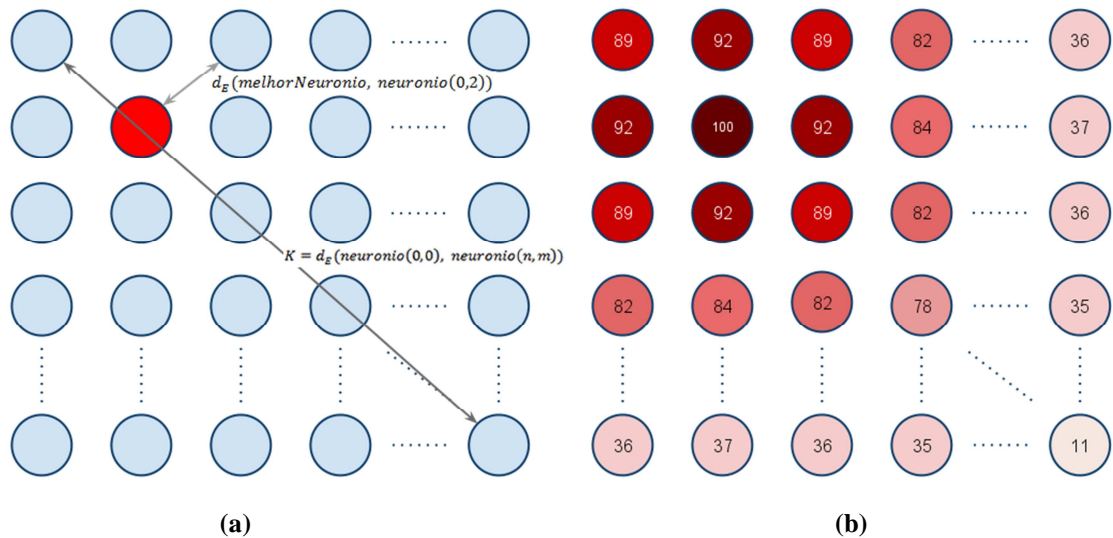 d_E(melhorNeuronio, neuronio(0,2))
K = d_E(neuronio(0,0), neuronio(n,m))
(a)
89 92 89 82 36
92 100 92 84 37
89 92 89 82 36
82 84 82 78 35
36 37 36 35 11
(b)